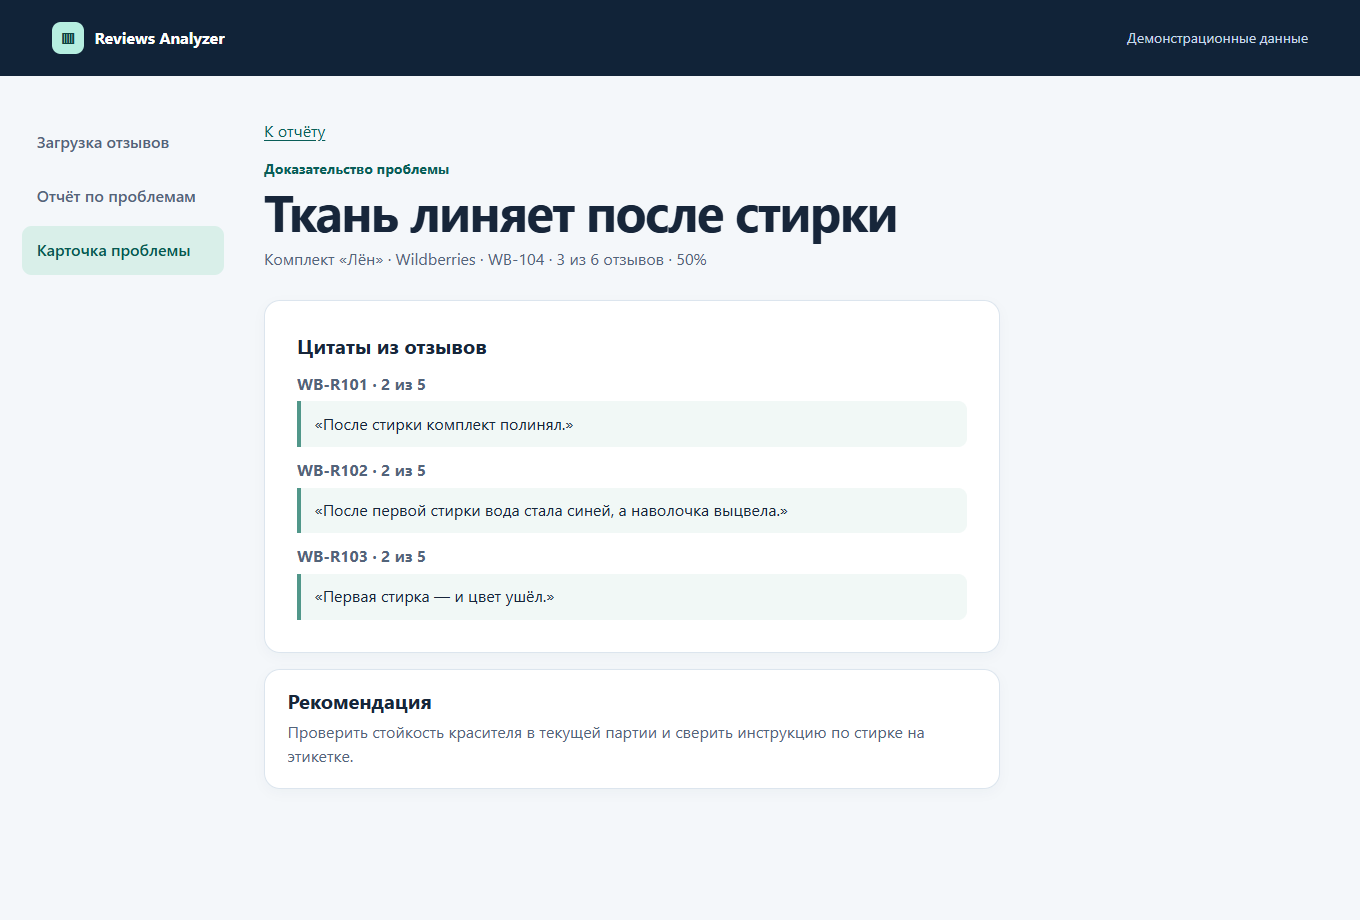 Reviews Analyzer
Демонстрационные данные
Загрузка отзывов
Отчёт по проблемам
Карточка проблемы
К отчёту
Доказательство проблемы
Ткань линяет после стирки
Комплект «Лён» · Wildberries · WB-104 · 3 из 6 отзывов · 50%
Цитаты из отзывов
WB-R101 · 2 из 5
«После стирки комплект полинял.»
WB-R102 · 2 из 5
«После первой стирки вода стала синей, а наволочка выцвела.»
WB-R103 · 2 из 5
«Первая стирка — и цвет ушёл.»
Рекомендация
Проверить стойкость красителя в текущей партии и сверить инструкцию по стирке на
этикетке.